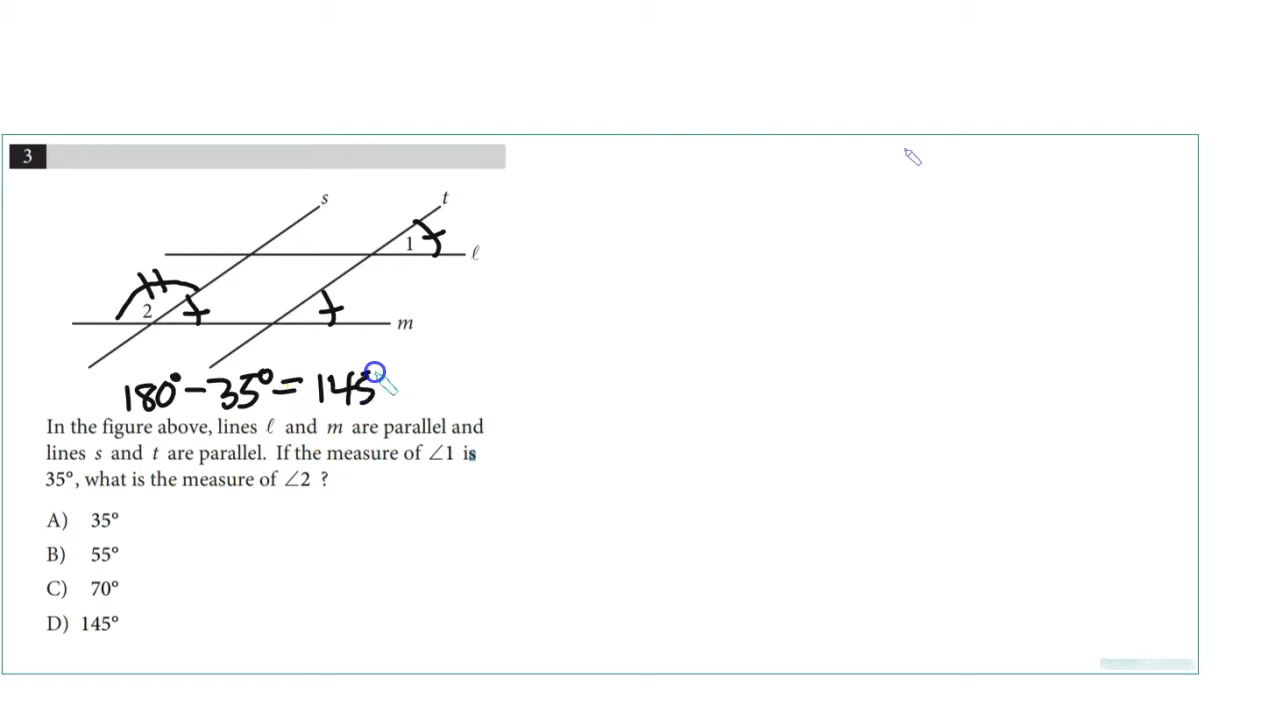 3
s
t
1
ℓ
2
m
180° - 35° = 145°
In the figure above, lines ℓ and m are parallel and
lines s and t are parallel. If the measure of ∠1 is
35°, what is the measure of ∠2 ?
A) 35°
B) 55°
C) 70°
D) 145°